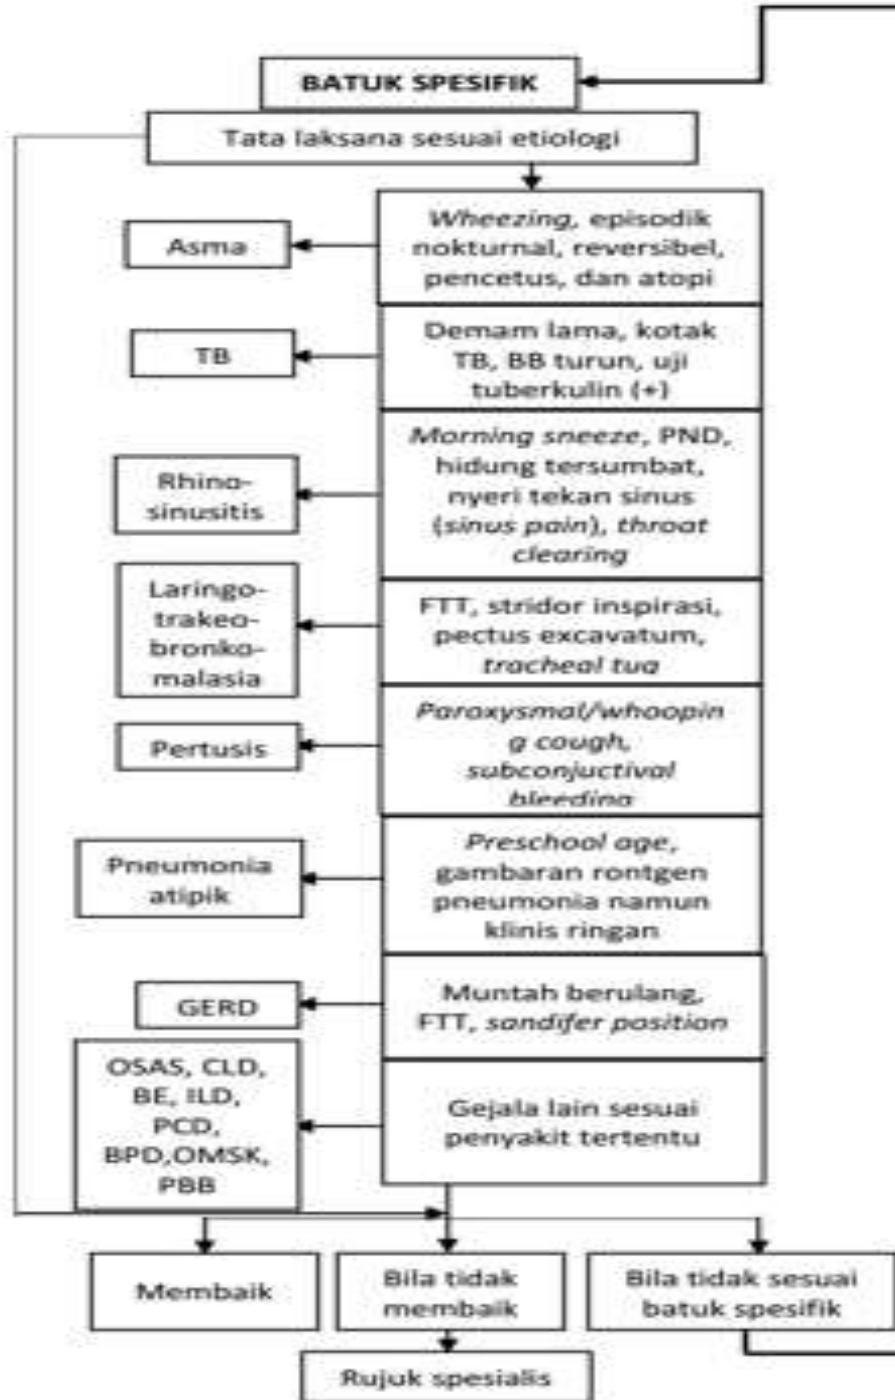 BATUK SPESIFIK
Tata laksana sesuai etiologi
Asma
Wheezing, episodik
nokturnal, reversibel,
pencetus, dan atopi
TB
Demam lama, kotak
TB, BB turun, uji
tuberkulin (+)
Rhino-
sinusitis
Morning sneeze, PND,
hidung tersumbat,
nyeri tekan sinus
(sinus pain), throat
clearing
Laringo-
trakeo-
bronko-
malasia
FTT, stridor inspirasi,
pectus excavatum,
tracheal tug
Pertusis
Paroxysmal/whoopin
g cough,
subconjuctival
bleeding
Pneumonia
atipik
Preschool age,
gambaran rontgen
pneumonia namun
klinis ringan
GERD
Muntah berulang,
FTT, sandifer position
OSAS, CLD,
BE, ILD,
PCD,
BPD,OMSK,
PBB
Gejala lain sesuai
penyakit tertentu
Membaik
Bila tidak
membaik
Bila tidak sesuai
batuk spesifik
Rujuk spesialis